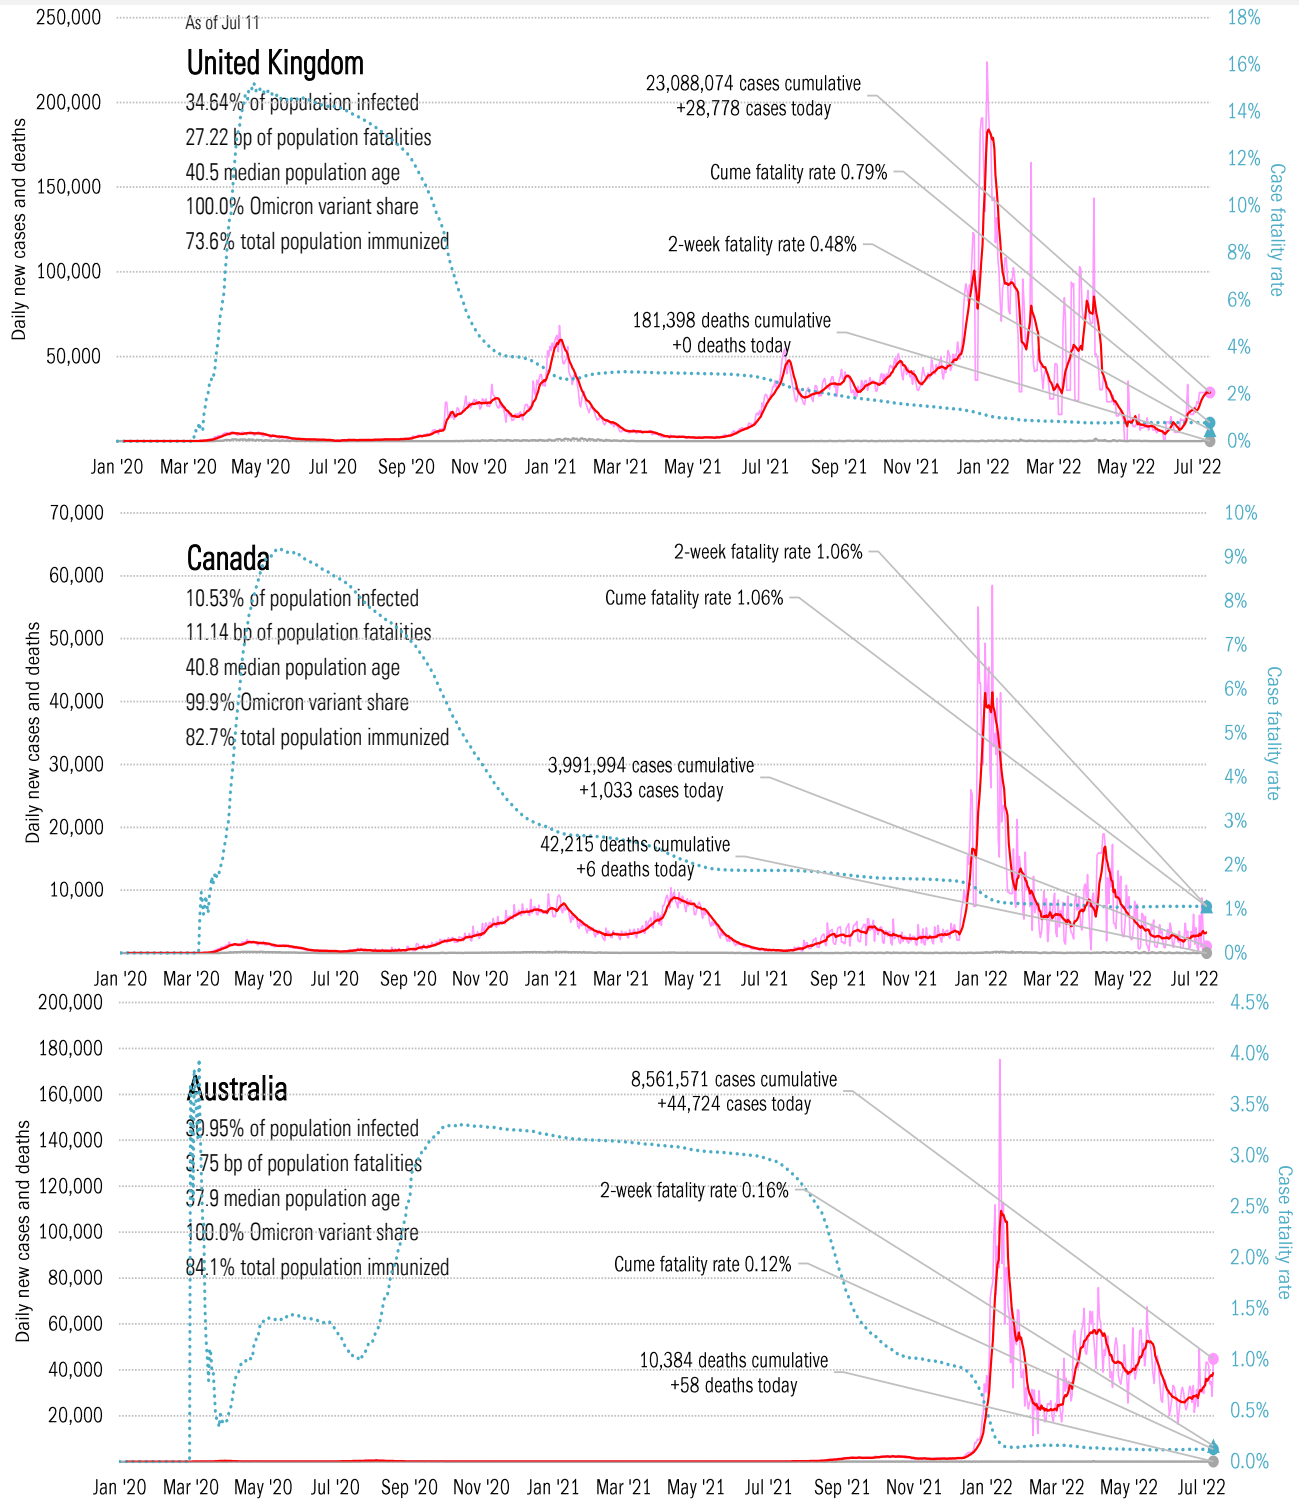 As of Jul 11
United Kingdom
34.64% of population infected
27.22 bp of population fatalities
40.5 median population age
100.0% Omicron variant share
73.6% total population immunized
23,088,074 cases cumulative
+28,778 cases today
Cume fatality rate 0.79%
2-week fatality rate 0.48%
181,398 deaths cumulative
+0 deaths today
Daily new cases and deaths
250,000
200,000
150,000
100,000
50,000
Case fatality rate
18%
16%
14%
12%
10%
8%
6%
4%
2%
0%
Jan '20 Mar '20 May '20 Jul '20 Sep '20 Nov '20 Jan '21 Mar '21 May '21 Jul '21 Sep '21 Nov '21 Jan '22 Mar '22 May '22 Jul '22
Canada
10.53% of population infected
11.14 bp of population fatalities
40.8 median population age
99.9% Omicron variant share
82.7% total population immunized
2-week fatality rate 1.06%
Cume fatality rate 1.06%
3,991,994 cases cumulative
+1,033 cases today
42,215 deaths cumulative
+6 deaths today
Daily new cases and deaths
70,000
60,000
50,000
40,000
30,000
20,000
10,000
Case fatality rate
10%
9%
8%
7%
6%
5%
4%
3%
2%
1%
0%
Jan '20 Mar '20 May '20 Jul '20 Sep '20 Nov '20 Jan '21 Mar '21 May '21 Jul '21 Sep '21 Nov '21 Jan '22 Mar '22 May '22 Jul '22
Australia
30.95% of population infected
3.75 bp of population fatalities
37.9 median population age
100.0% Omicron variant share
84.1% total population immunized
8,561,571 cases cumulative
+44,724 cases today
2-week fatality rate 0.16%
Cume fatality rate 0.12%
10,384 deaths cumulative
+58 deaths today
Daily new cases and deaths
200,000
180,000
160,000
140,000
120,000
100,000
80,000
60,000
40,000
20,000
Case fatality rate
4.5%
4.0%
3.5%
3.0%
2.5%
2.0%
1.5%
1.0%
0.5%
0.0%
Jan '20 Mar '20 May '20 Jul '20 Sep '20 Nov '20 Jan '21 Mar '21 May '21 Jul '21 Sep '21 Nov '21 Jan '22 Mar '22 May '22 Jul '22